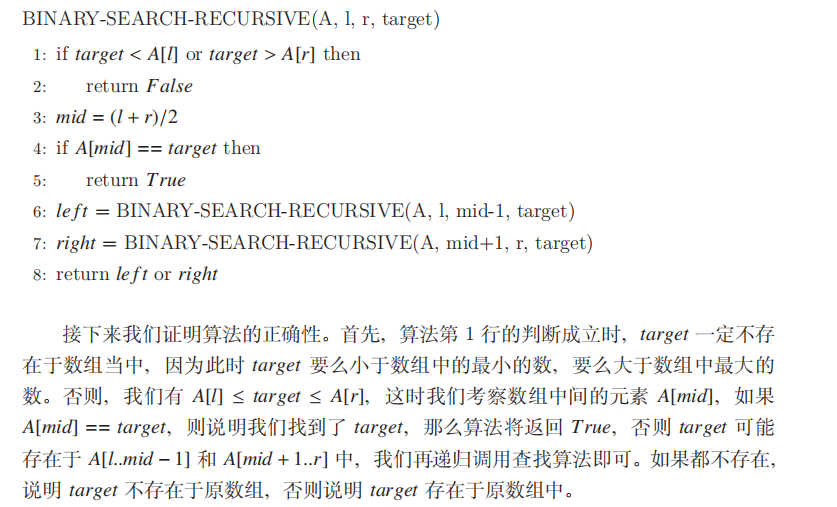 BINARY-SEARCH-RECURSIVE(A, l, r, target)
1: if target < A[l] or target > A[r] then
2: return False
3: mid = (l + r)/2
4: if A[mid] == target then
5: return True
6: left = BINARY-SEARCH-RECURSIVE(A, l, mid-1, target)
7: right = BINARY-SEARCH-RECURSIVE(A, mid+1, r, target)
8: return left or right
接下来我们证明算法的正确性。首先，算法第 1 行的判断成立时，target 一定不存
在于数组当中，因为此时 target 要么小于数组中的最小的数，要么大于数组中最大的
数。否则，我们有 A[l] ≤ target ≤ A[r]，这时我们考察数组中间的元素 A[mid]，如果
A[mid] == target，则说明我们找到了 target，那么算法将返回 True，否则 target 可能
存在于 A[l..mid − 1] 和 A[mid + 1..r] 中，我们再递归调用查找算法即可。如果都不存在，
说明 target 不存在于原数组，否则说明 target 存在于原数组中。